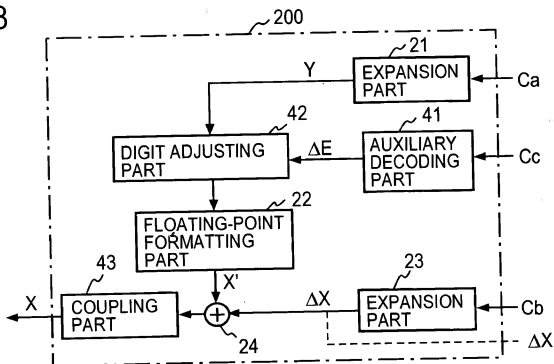 B
200
21
Y
EXPANSION
PART
Ca
42
41
DIGIT ADJUSTING
PART
ΔE
AUXILIARY
DECODING
PART
Cc
22
FLOATING-POINT
FORMATTING
PART
43
23
X'
X
COUPLING
PART
ΔX
EXPANSION
PART
Cb
24
ΔX